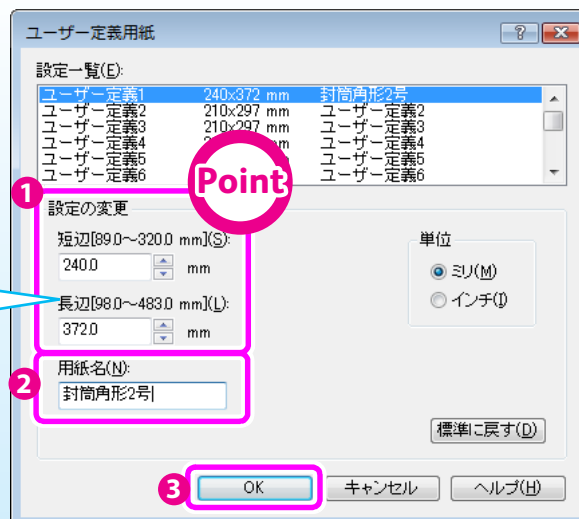 ユーザー定義用紙
設定一覧(E):
ユーザー定義1 240x372 mm 封筒角形2号
ユーザー定義2 210x297 mm ユーザー定義2
ユーザー定義3 210x297 mm ユーザー定義3
ユーザー定義4 mm ユーザー定義4
ユーザー定義5 ユーザー定義5
ユーザー定義6 ユーザー定義6
Point
1
設定の変更
短辺[89.0～320.0 mm](S):
240.0 mm
長辺[98.0～483.0 mm](L):
372.0 mm
単位
ミリ(M)
インチ(I)
2
用紙名(N):
封筒角形2号
標準に戻す(D)
3
OK キャンセル ヘルプ(H)